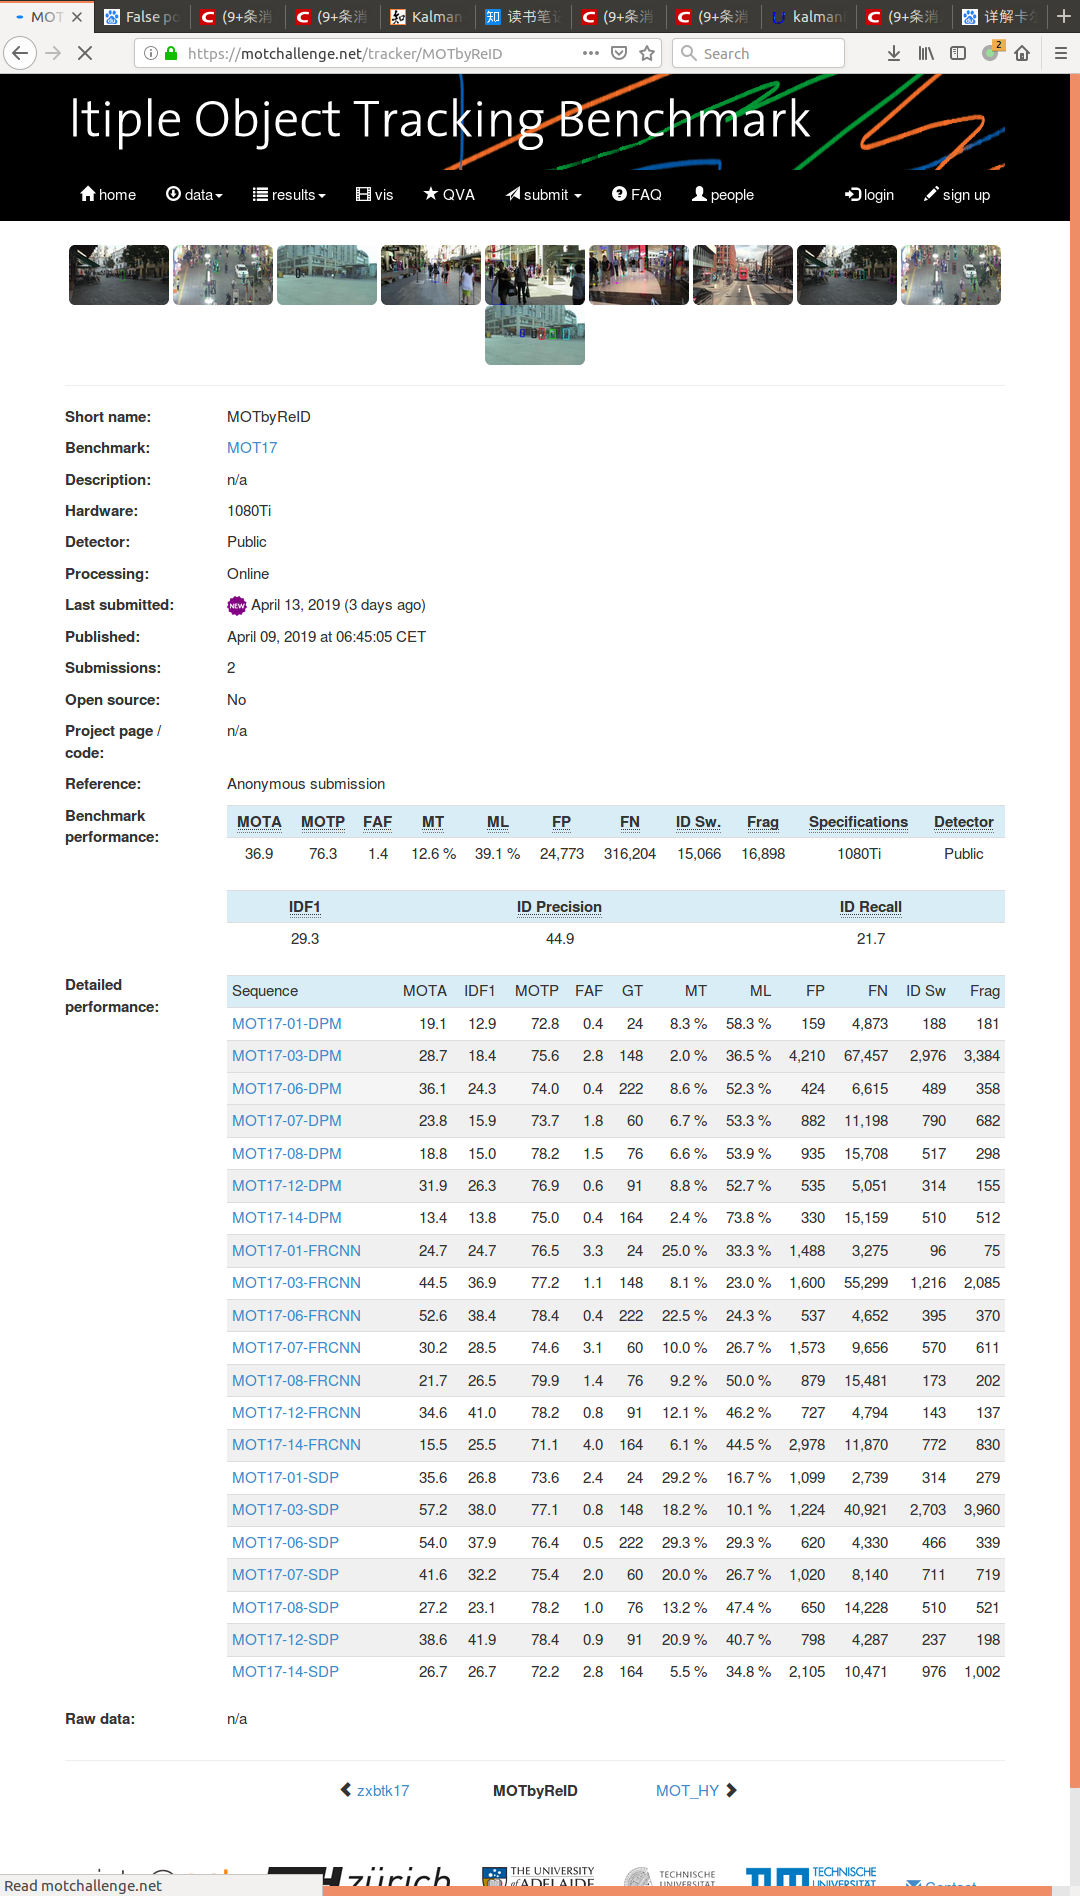 MOT
False po
(9+条消
(9+条消
Kalman
读书笔记
(9+条消
(9+条消
kalman
(9+条消
详解卡尔
https://motchallenge.net/tracker/MOTbyReID
Search
2
ltiple Object Tracking Benchmark
home data results vis QVA submit FAQ people login sign up
Short name: MOTbyReID
Benchmark: MOT17
Description: n/a
Hardware: 1080Ti
Detector: Public
Processing: Online
Last submitted: NEW April 13, 2019 (3 days ago)
Published: April 09, 2019 at 06:45:05 CET
Submissions: 2
Open source: No
Project page / code: n/a
Reference: Anonymous submission
Benchmark performance:
MOTA MOTP FAF MT ML FP FN ID Sw. Frag Specifications Detector
36.9 76.3 1.4 12.6 % 39.1 % 24,773 316,204 15,066 16,898 1080Ti Public
IDF1 ID Precision ID Recall
29.3 44.9 21.7
Detailed performance:
Sequence MOTA IDF1 MOTP FAF GT MT ML FP FN ID Sw Frag
MOT17-01-DPM 19.1 12.9 72.8 0.4 24 8.3 % 58.3 % 159 4,873 188 181
MOT17-03-DPM 28.7 18.4 75.6 2.8 148 2.0 % 36.5 % 4,210 67,457 2,976 3,384
MOT17-06-DPM 36.1 24.3 74.0 0.4 222 8.6 % 52.3 % 424 6,615 489 358
MOT17-07-DPM 23.8 15.9 73.7 1.8 60 6.7 % 53.3 % 882 11,198 790 682
MOT17-08-DPM 18.8 15.0 78.2 1.5 76 6.6 % 53.9 % 935 15,708 517 298
MOT17-12-DPM 31.9 26.3 76.9 0.6 91 8.8 % 52.7 % 535 5,051 314 155
MOT17-14-DPM 13.4 13.8 75.0 0.4 164 2.4 % 73.8 % 330 15,159 510 512
MOT17-01-FRCNN 24.7 24.7 76.5 3.3 24 25.0 % 33.3 % 1,488 3,275 96 75
MOT17-03-FRCNN 44.5 36.9 77.2 1.1 148 8.1 % 23.0 % 1,600 55,299 1,216 2,085
MOT17-06-FRCNN 52.6 38.4 78.4 0.4 222 22.5 % 24.3 % 537 4,652 395 370
MOT17-07-FRCNN 30.2 28.5 74.6 3.1 60 10.0 % 26.7 % 1,573 9,656 570 611
MOT17-08-FRCNN 21.7 26.5 79.9 1.4 76 9.2 % 50.0 % 879 15,481 173 202
MOT17-12-FRCNN 34.6 41.0 78.2 0.8 91 12.1 % 46.2 % 727 4,794 143 137
MOT17-14-FRCNN 15.5 25.5 71.1 4.0 164 6.1 % 44.5 % 2,978 11,870 772 830
MOT17-01-SDP 35.6 26.8 73.6 2.4 24 29.2 % 16.7 % 1,099 2,739 314 279
MOT17-03-SDP 57.2 38.0 77.1 0.8 148 18.2 % 10.1 % 1,224 40,921 2,703 3,960
MOT17-06-SDP 54.0 37.9 76.4 0.5 222 29.3 % 29.3 % 620 4,330 466 339
MOT17-07-SDP 41.6 32.2 75.4 2.0 60 20.0 % 26.7 % 1,020 8,140 711 719
MOT17-08-SDP 27.2 23.1 78.2 1.0 76 13.2 % 47.4 % 650 14,228 510 521
MOT17-12-SDP 38.6 41.9 78.4 0.9 91 20.9 % 40.7 % 798 4,287 237 198
MOT17-14-SDP 26.7 26.7 72.2 2.8 164 5.5 % 34.8 % 2,105 10,471 976 1,002
Raw data: n/a
zxbtk17 MOTbyReID MOT_HY
zürich
THE UNIVERSITY
of ADELAIDE
TECHNISCHE
UNIVERSITÄT
TECHNISCHE
UNIVERSITÄT
Contact
Read motchallenge.net